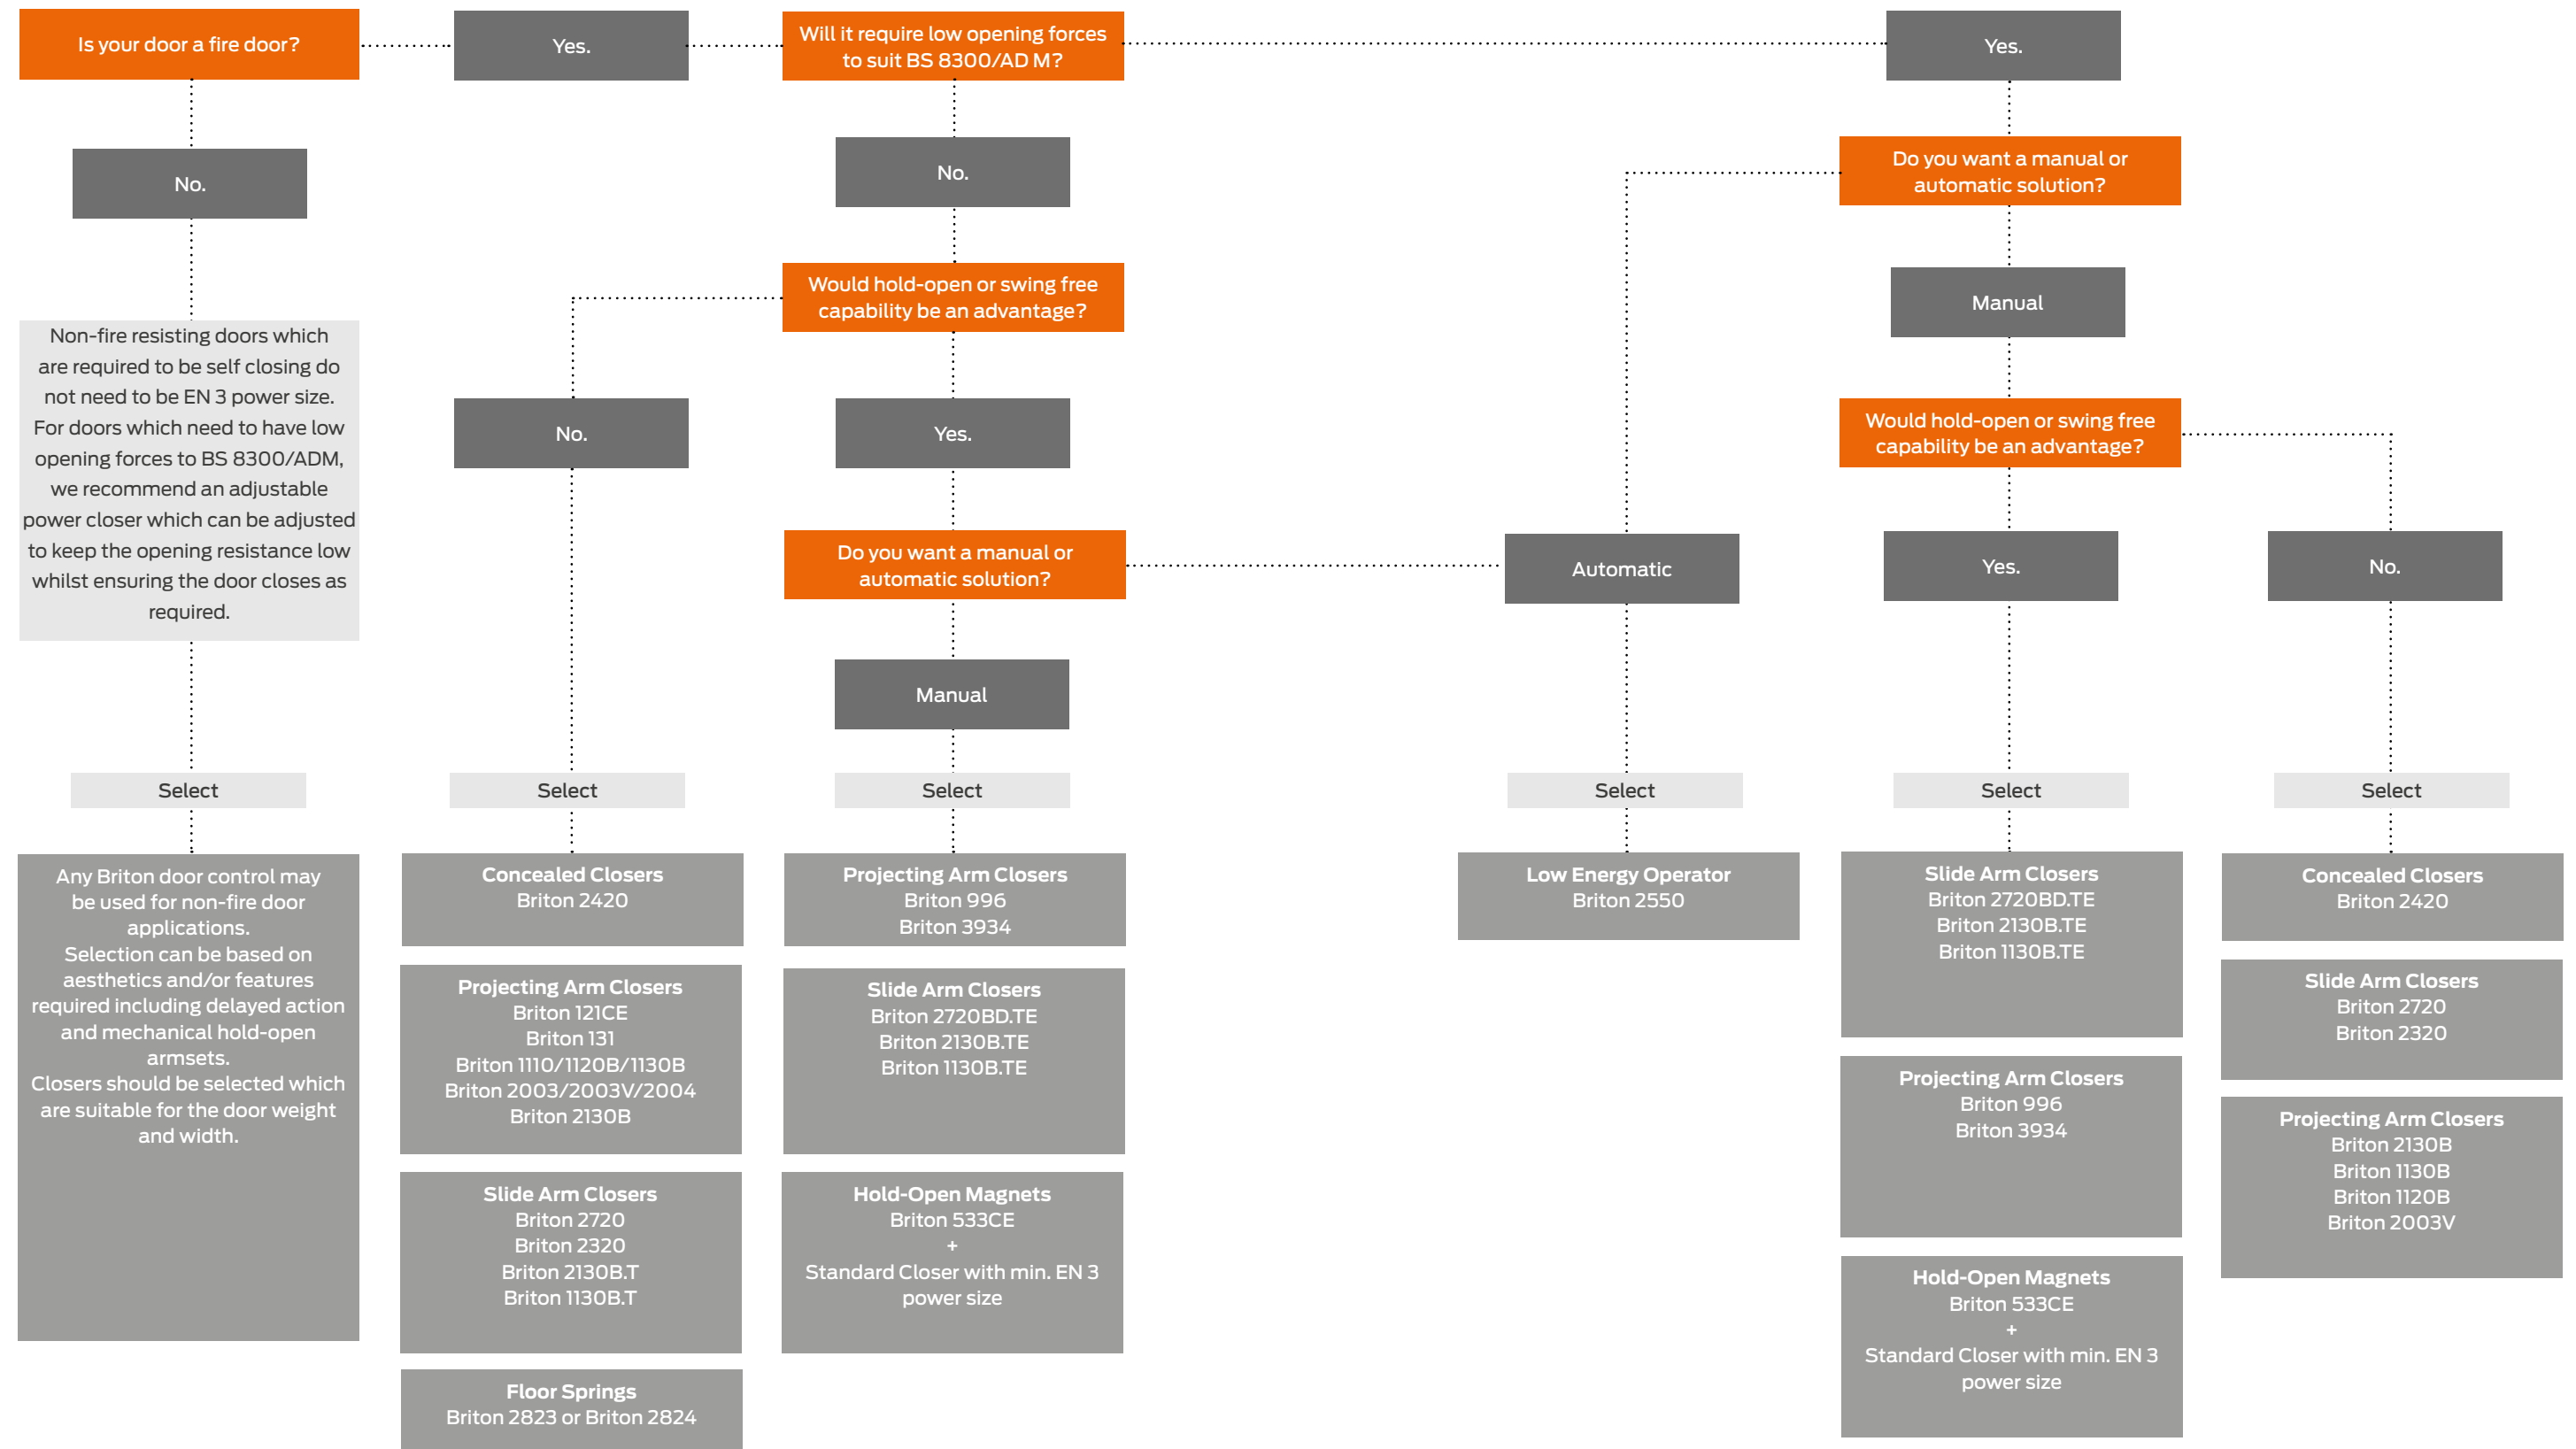 Is your door a fire door?
Yes.
Will it require low opening forces
to suit BS 8300/AD M?
Yes.
No.
No.
Do you want a manual or
automatic solution?
Would hold-open or swing free
capability be an advantage?
Manual
Non-fire resisting doors which
are required to be self closing do
not need to be EN 3 power size.
For doors which need to have low
opening forces to BS 8300/ADM,
we recommend an adjustable
power closer which can be adjusted
to keep the opening resistance low
whilst ensuring the door closes as
required.
No.
Yes.
Would hold-open or swing free
capability be an advantage?
Do you want a manual or
automatic solution?
Automatic
Yes.
No.
Manual
Select
Select
Select
Select
Select
Select
Any Briton door control may
be used for non-fire door
applications.
Selection can be based on
aesthetics and/or features
required including delayed action
and mechanical hold-open
armsets.
Closers should be selected which
are suitable for the door weight
and width.
Concealed Closers
Briton 2420
Projecting Arm Closers
Briton 121CE
Briton 131
Briton 1110/1120B/1130B
Briton 2003/2003V/2004
Briton 2130B
Slide Arm Closers
Briton 2720
Briton 2320
Briton 2130B.T
Briton 1130B.T
Floor Springs
Briton 2823 or Briton 2824
Projecting Arm Closers
Briton 996
Briton 3934
Slide Arm Closers
Briton 2720BD.TE
Briton 2130B.TE
Briton 1130B.TE
Hold-Open Magnets
Briton 533CE
+
Standard Closer with min. EN 3
power size
Low Energy Operator
Briton 2550
Slide Arm Closers
Briton 2720BD.TE
Briton 2130B.TE
Briton 1130B.TE
Projecting Arm Closers
Briton 996
Briton 3934
Hold-Open Magnets
Briton 533CE
+
Standard Closer with min. EN 3
power size
Concealed Closers
Briton 2420
Slide Arm Closers
Briton 2720
Briton 2320
Projecting Arm Closers
Briton 2130B
Briton 1130B
Briton 1120B
Briton 2003V